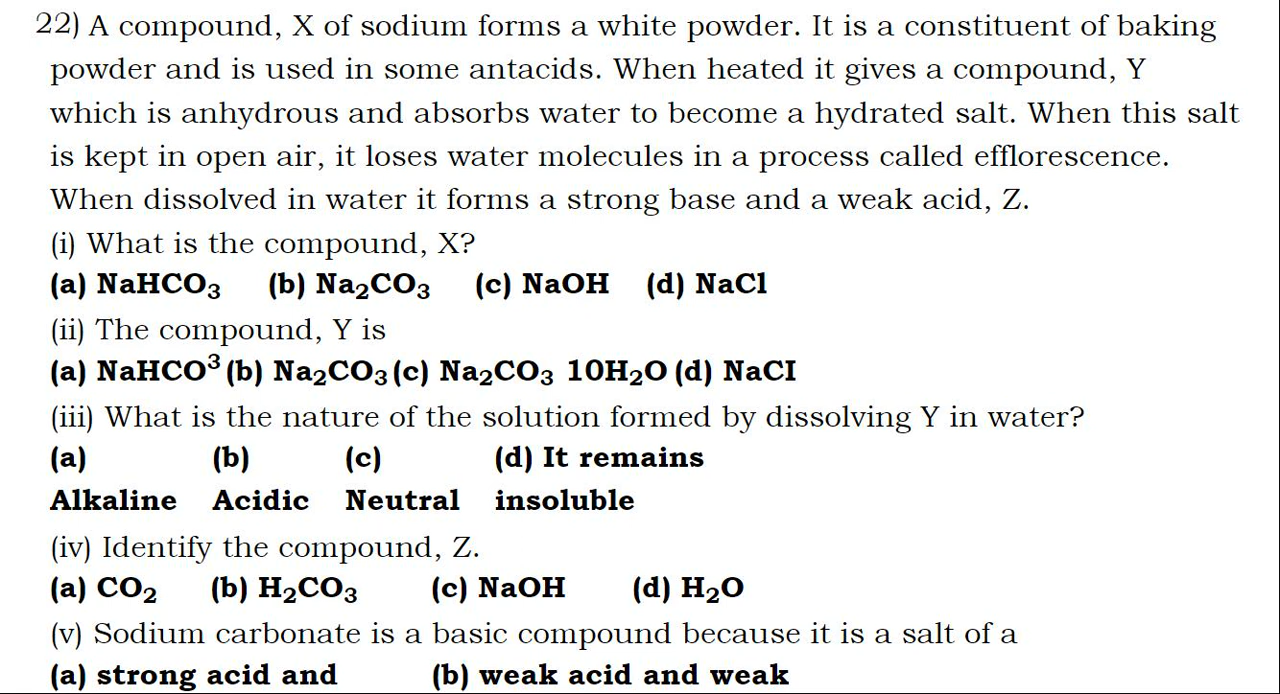 22) A compound, X of sodium forms a white powder. It is a constituent of baking
powder and is used in some antacids. When heated it gives a compound, Y
which is anhydrous and absorbs water to become a hydrated salt. When this salt
is kept in open air, it loses water molecules in a process called efflorescence.
When dissolved in water it forms a strong base and a weak acid, Z.
(i) What is the compound, X?
(a) NaHCO₃ (b) Na₂CO₃ (c) NaOH (d) NaCl
(ii) The compound, Y is
(a) NaHCO³ (b) Na₂CO₃ (c) Na₂CO₃ 10H₂O (d) NaCI
(iii) What is the nature of the solution formed by dissolving Y in water?
(a) (b) (c) (d) It remains
Alkaline Acidic Neutral insoluble
(iv) Identify the compound, Z.
(a) CO₂ (b) H₂CO₃ (c) NaOH (d) H₂O
(v) Sodium carbonate is a basic compound because it is a salt of a
(a) strong acid and (b) weak acid and weak